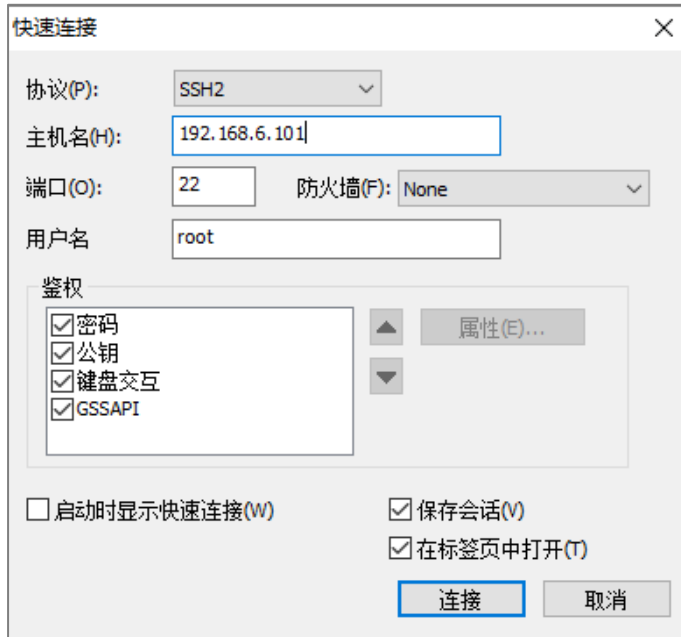 快速连接
协议(P): SSH2
主机名(H): 192.168.6.101
端口(O): 22 防火墙(F): None
用户名 root
鉴权
密码 属性(E)...
公钥
键盘交互
GSSAPI
启动时显示快速连接(W) 保存会话(V)
在标签页中打开(T)
连接 取消